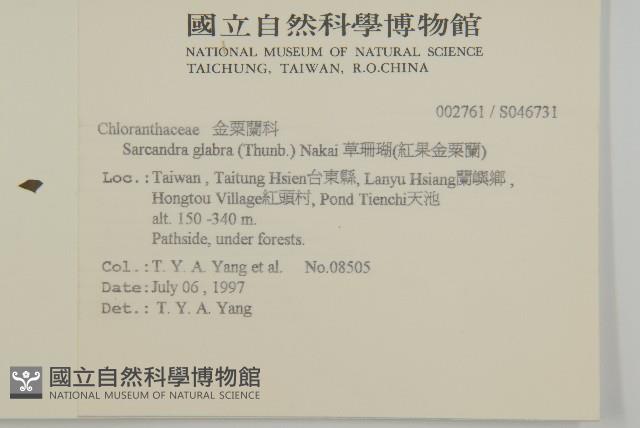 國立自然科學博物館
NATIONAL MUSEUM OF NATURAL SCIENCE
TAICHUNG, TAIWAN, R.O.CHINA
002761 / S046731
Chloranthaceae 金粟蘭科
Sarcandra glabra (Thunb.) Nakai 草珊瑚(紅果金粟蘭)
Loc.: Taiwan , Taitung Hsien台東縣, Lanyu Hsiang蘭嶼鄉 ,
Hongtou Village紅頭村, Pond Tienchi天池
alt. 150 -340 m.
Pathside, under forests.
Col.: T. Y. A. Yang et al. No.08505
Date: July 06 , 1997
Det.: T. Y. A. Yang
國立自然科學博物館
NATIONAL MUSEUM OF NATURAL SCIENCE